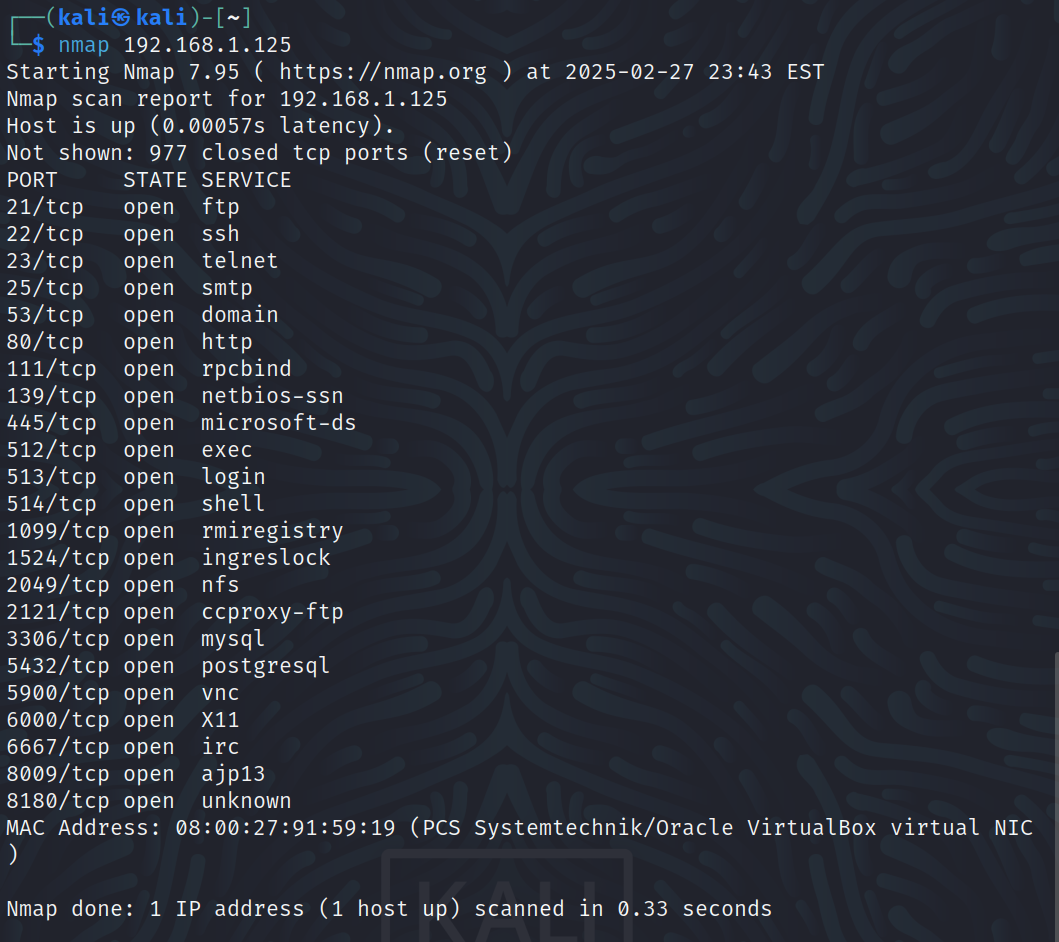 ┌──(kali㉿kali)-[~]
└─$ nmap 192.168.1.125
Starting Nmap 7.95 ( https://nmap.org ) at 2025-02-27 23:43 EST
Nmap scan report for 192.168.1.125
Host is up (0.00057s latency).
Not shown: 977 closed tcp ports (reset)
PORT     STATE SERVICE
21/tcp   open  ftp
22/tcp   open  ssh
23/tcp   open  telnet
25/tcp   open  smtp
53/tcp   open  domain
80/tcp   open  http
111/tcp  open  rpcbind
139/tcp  open  netbios-ssn
445/tcp  open  microsoft-ds
512/tcp  open  exec
513/tcp  open  login
514/tcp  open  shell
1099/tcp open  rmiregistry
1524/tcp open  ingreslock
2049/tcp open  nfs
2121/tcp open  ccproxy-ftp
3306/tcp open  mysql
5432/tcp open  postgresql
5900/tcp open  vnc
6000/tcp open  X11
6667/tcp open  irc
8009/tcp open  ajp13
8180/tcp open  unknown
MAC Address: 08:00:27:91:59:19 (PCS Systemtechnik/Oracle VirtualBox virtual NIC
)
Nmap done: 1 IP address (1 host up) scanned in 0.33 seconds
KALI